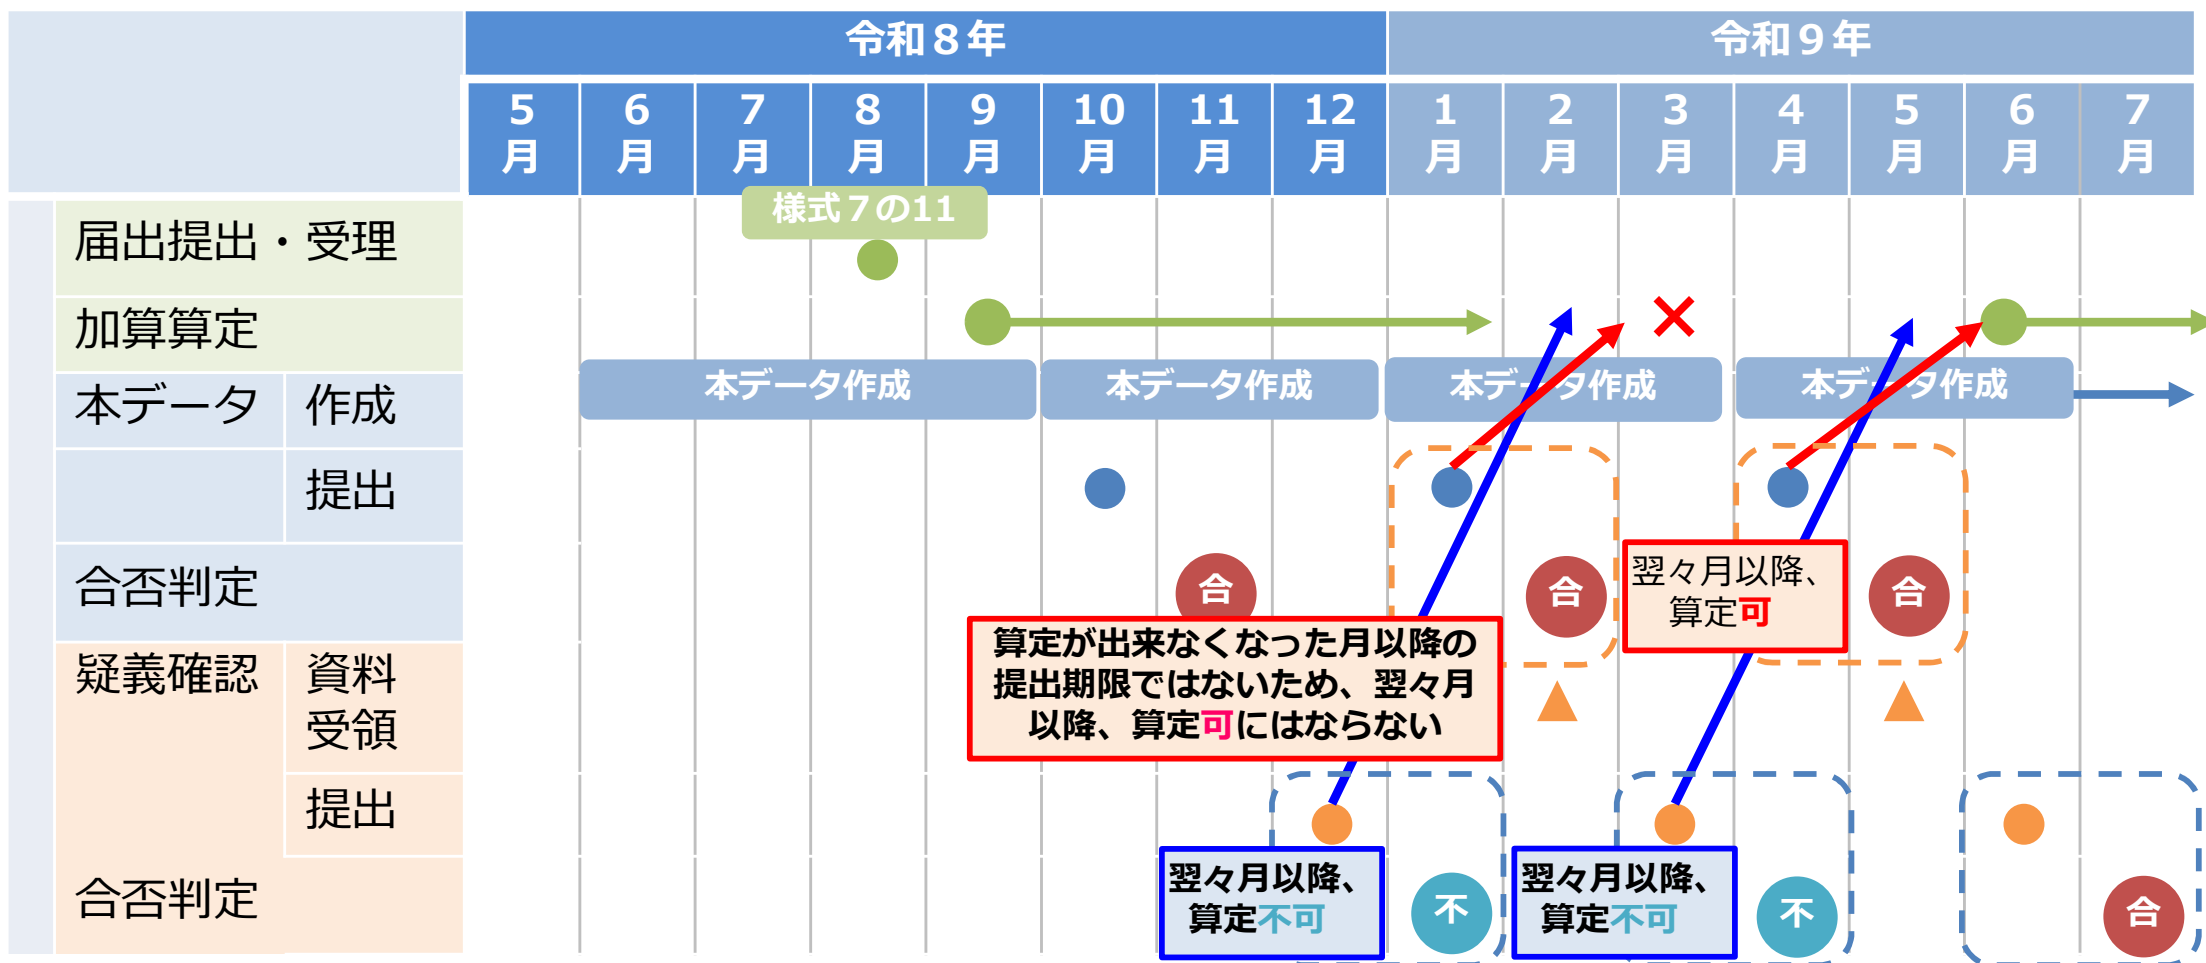 令和８年
令和９年
5月
6月
7月
8月
9月
10月
11月
12月
1月
2月
3月
4月
5月
6月
7月
様式７の11
届出提出・受理
加算算定
本データ
作成
本データ作成
本データ作成
本データ作成
本データ作成
提出
合否判定
合
合
合
翌々月以降、
算定可
算定が出来なくなった月以降の
提出期限ではないため、翌々月
以降、算定可にはならない
疑義確認
資料
受領
提出
合否判定
翌々月以降、
算定不可
不
翌々月以降、
算定不可
不
合